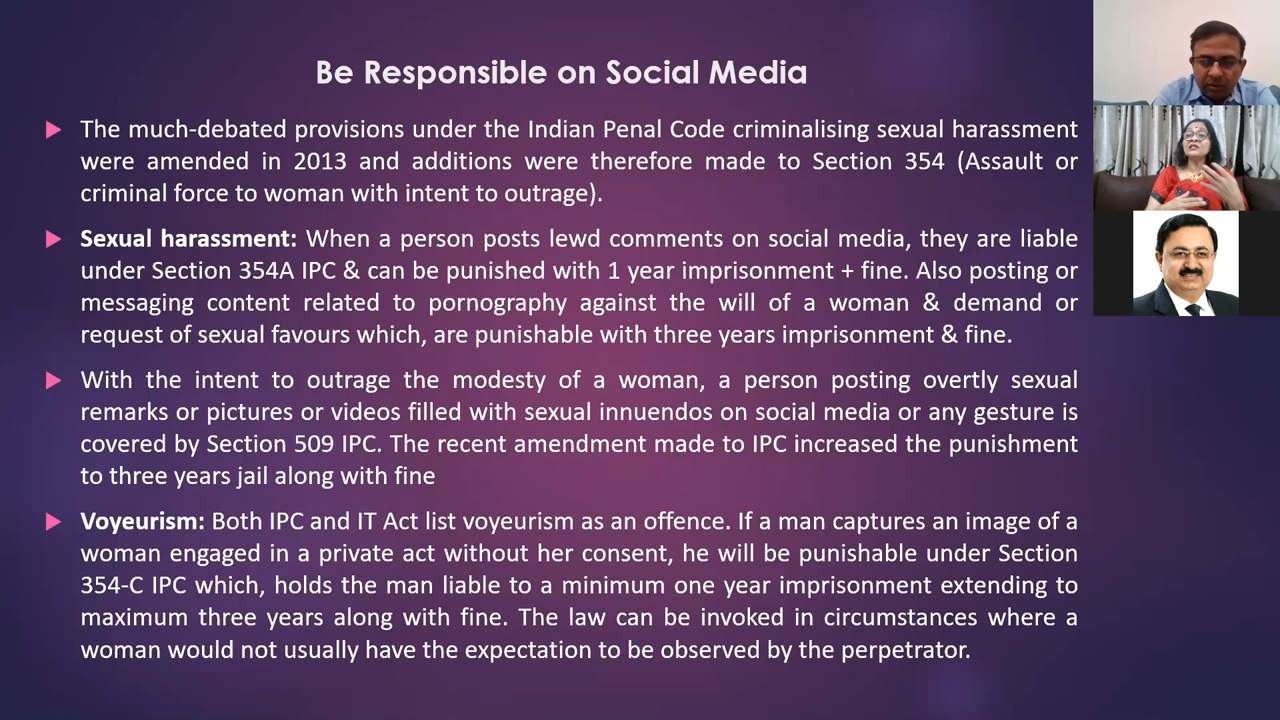 Be Responsible on Social Media
The much-debated provisions under the Indian Penal Code criminalising sexual harassment
were amended in 2013 and additions were therefore made to Section 354 (Assault or
criminal force to woman with intent to outrage).
Sexual harassment: When a person posts lewd comments on social media, they are liable
under Section 354A IPC & can be punished with 1 year imprisonment + fine. Also posting or
messaging content related to pornography against the will of a woman & demand or
request of sexual favours which, are punishable with three years imprisonment & fine.
With the intent to outrage the modesty of a woman, a person posting overtly sexual
remarks or pictures or videos filled with sexual innuendos on social media or any gesture is
covered by Section 509 IPC. The recent amendment made to IPC increased the punishment
to three years jail along with fine
Voyeurism: Both IPC and IT Act list voyeurism as an offence. If a man captures an image of a
woman engaged in a private act without her consent, he will be punishable under Section
354-C IPC which, holds the man liable to a minimum one year imprisonment extending to
maximum three years along with fine. The law can be invoked in circumstances where a
woman would not usually have the expectation to be observed by the perpetrator.